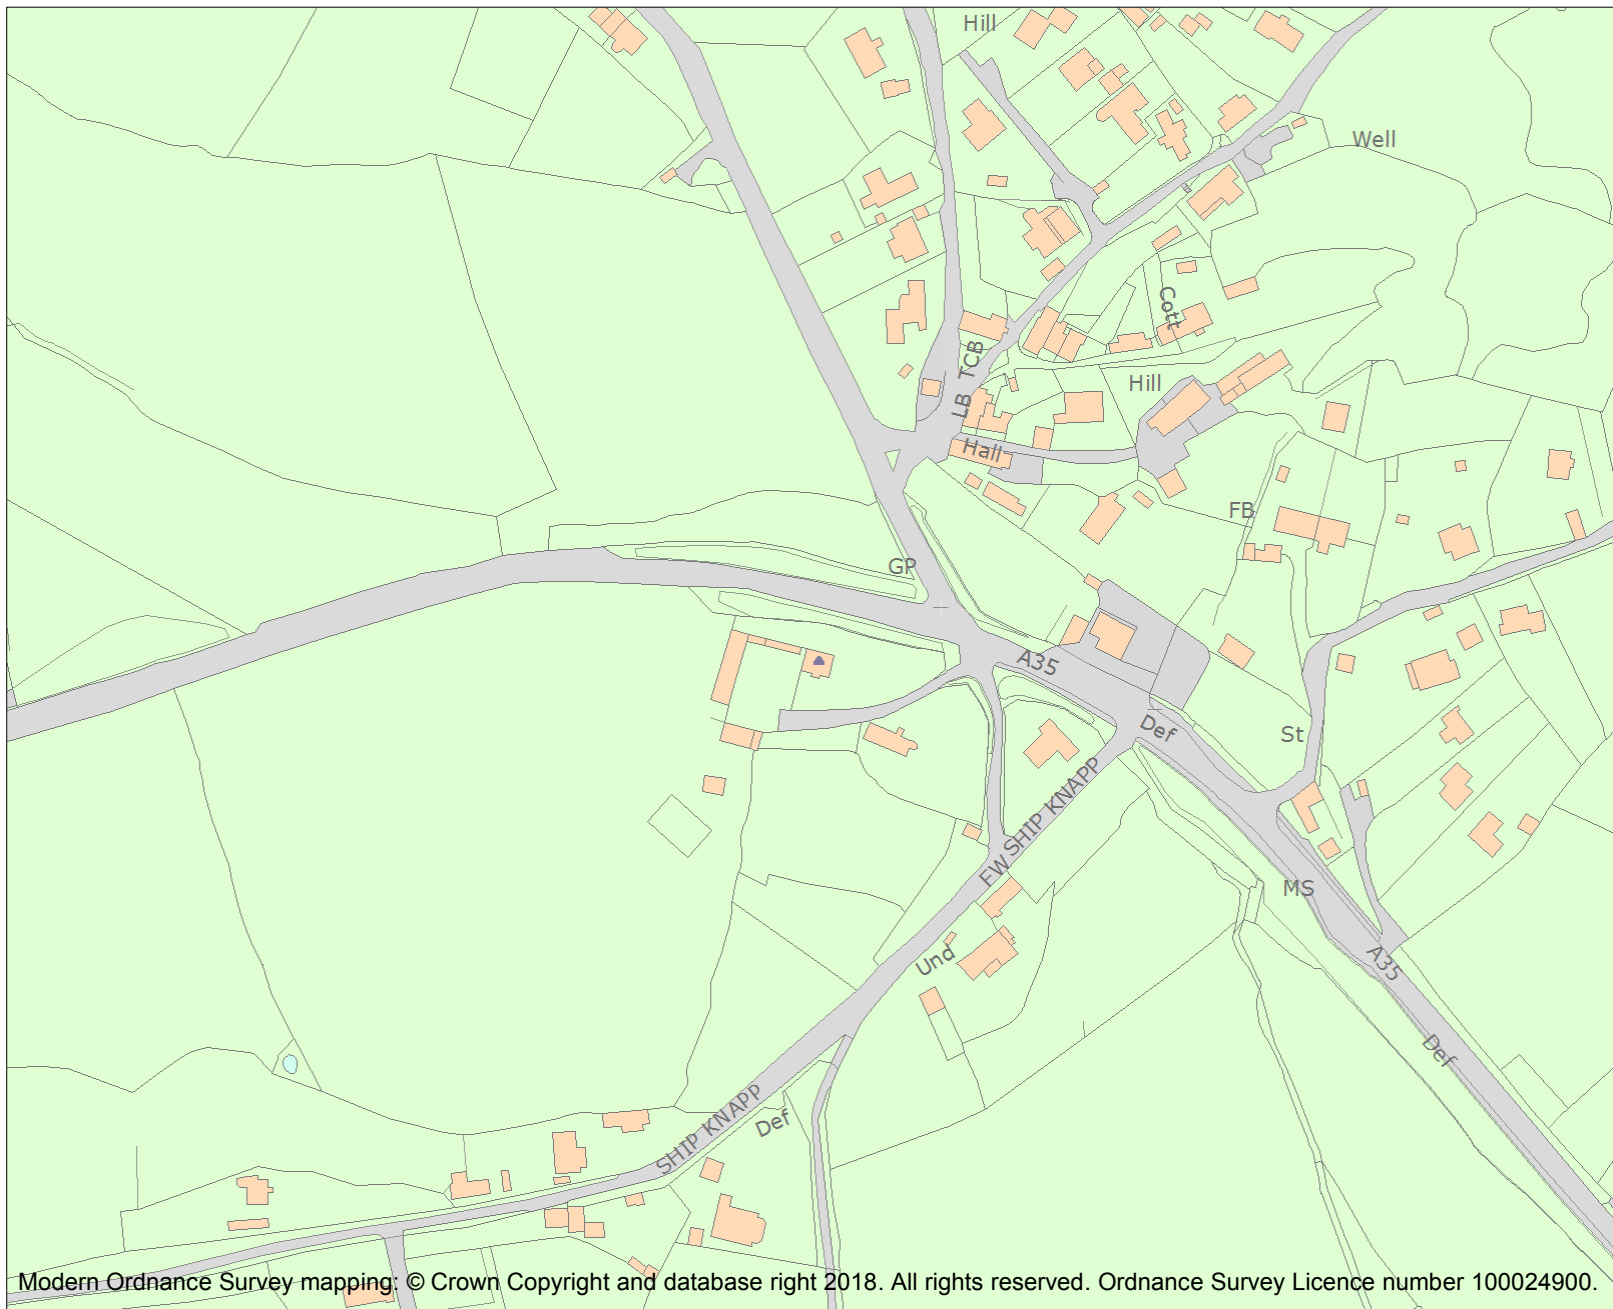 Hill
Well
Cott
TCB
LB
Hill
Hall
FB
GP
A35
Def
St
SHIP KNAPP
FW
MS
Und
A35
Def
SHIP KNAPP
Def
Modern Ordnance Survey mapping: © Crown Copyright and database right 2018. All rights reserved. Ordnance Survey Licence number 100024900.